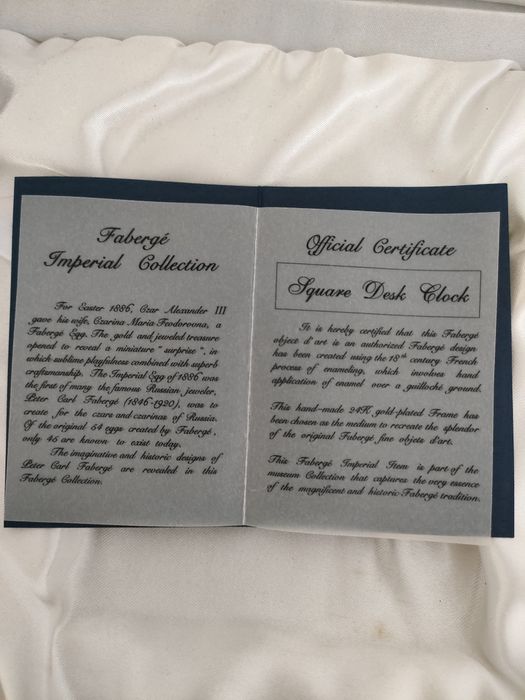 Fabergé
Imperial Collection
For Easter 1886, Czar Alexander III
gave his wife, Czarina Maria Feodorovna, a
Fabergé Egg. The gold and jeweled treasure
opened to reveal a miniature " surprise ", in
which sublime playfulness combined with superb
craftsmanship. The Imperial Egg of 1886 was
the first of many the famous Russian jeweler,
Peter Carl Fabergé (1846-1920), was to
create for the czars and czarinas of Russia.
Of the original 54 eggs created by Fabergé,
only 45 are known to exist today.
The imaginative and historic designs of
Peter Carl Fabergé are revealed in this
Fabergé Collection.
Official Certificate
Square Desk Clock
It is hereby certified that this Fabergé
object d'art is an authorized Fabergé design
has been created using the 18th century French
process of enameling, which involves hand
application of enamel over a guilloché ground.
This hand-made 24K gold-plated Frame has
been chosen as the medium to recreate the splendor
of the original Fabergé fine objets d'art.
This Fabergé Imperial Item is part of the
museum Collection that captures the very essence
of the magnificent and historic Fabergé tradition.